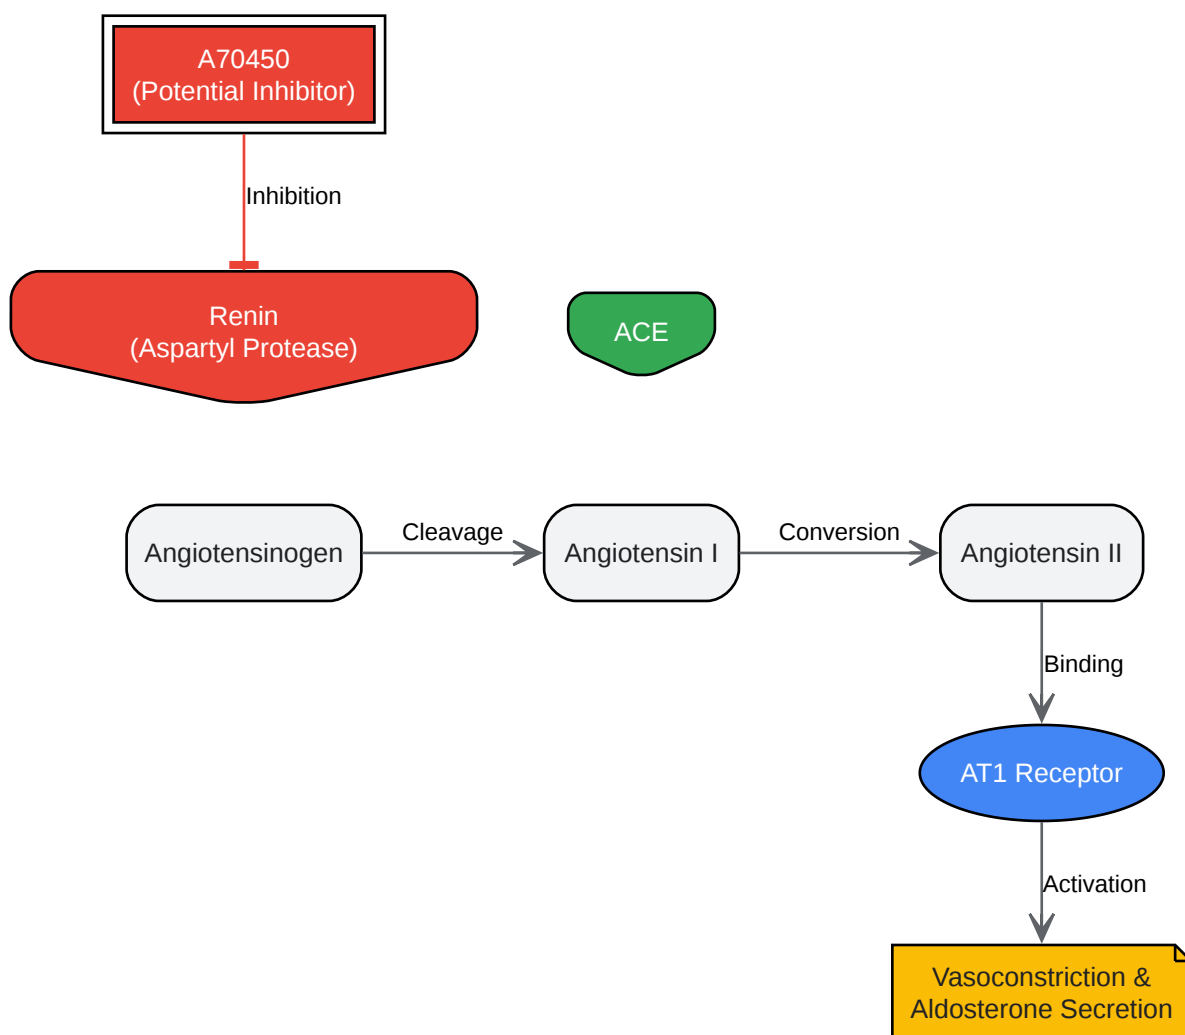 A70450
(Potential Inhibitor)
Inhibition
Renin
(Aspartyl Protease)
ACE
Angiotensinogen
Cleavage
Angiotensin I
Conversion
Angiotensin II
Binding
AT1 Receptor
Activation
Vasoconstriction &
Aldosterone Secretion